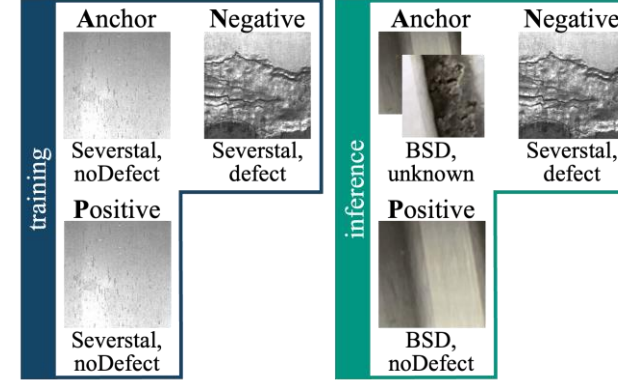 Anchor
Negative
Severstal,
noDefect
Severstal,
defect
training
Positive
Severstal,
noDefect
Anchor
Negative
BSD,
unknown
Severstal,
defect
inference
Positive
BSD,
noDefect